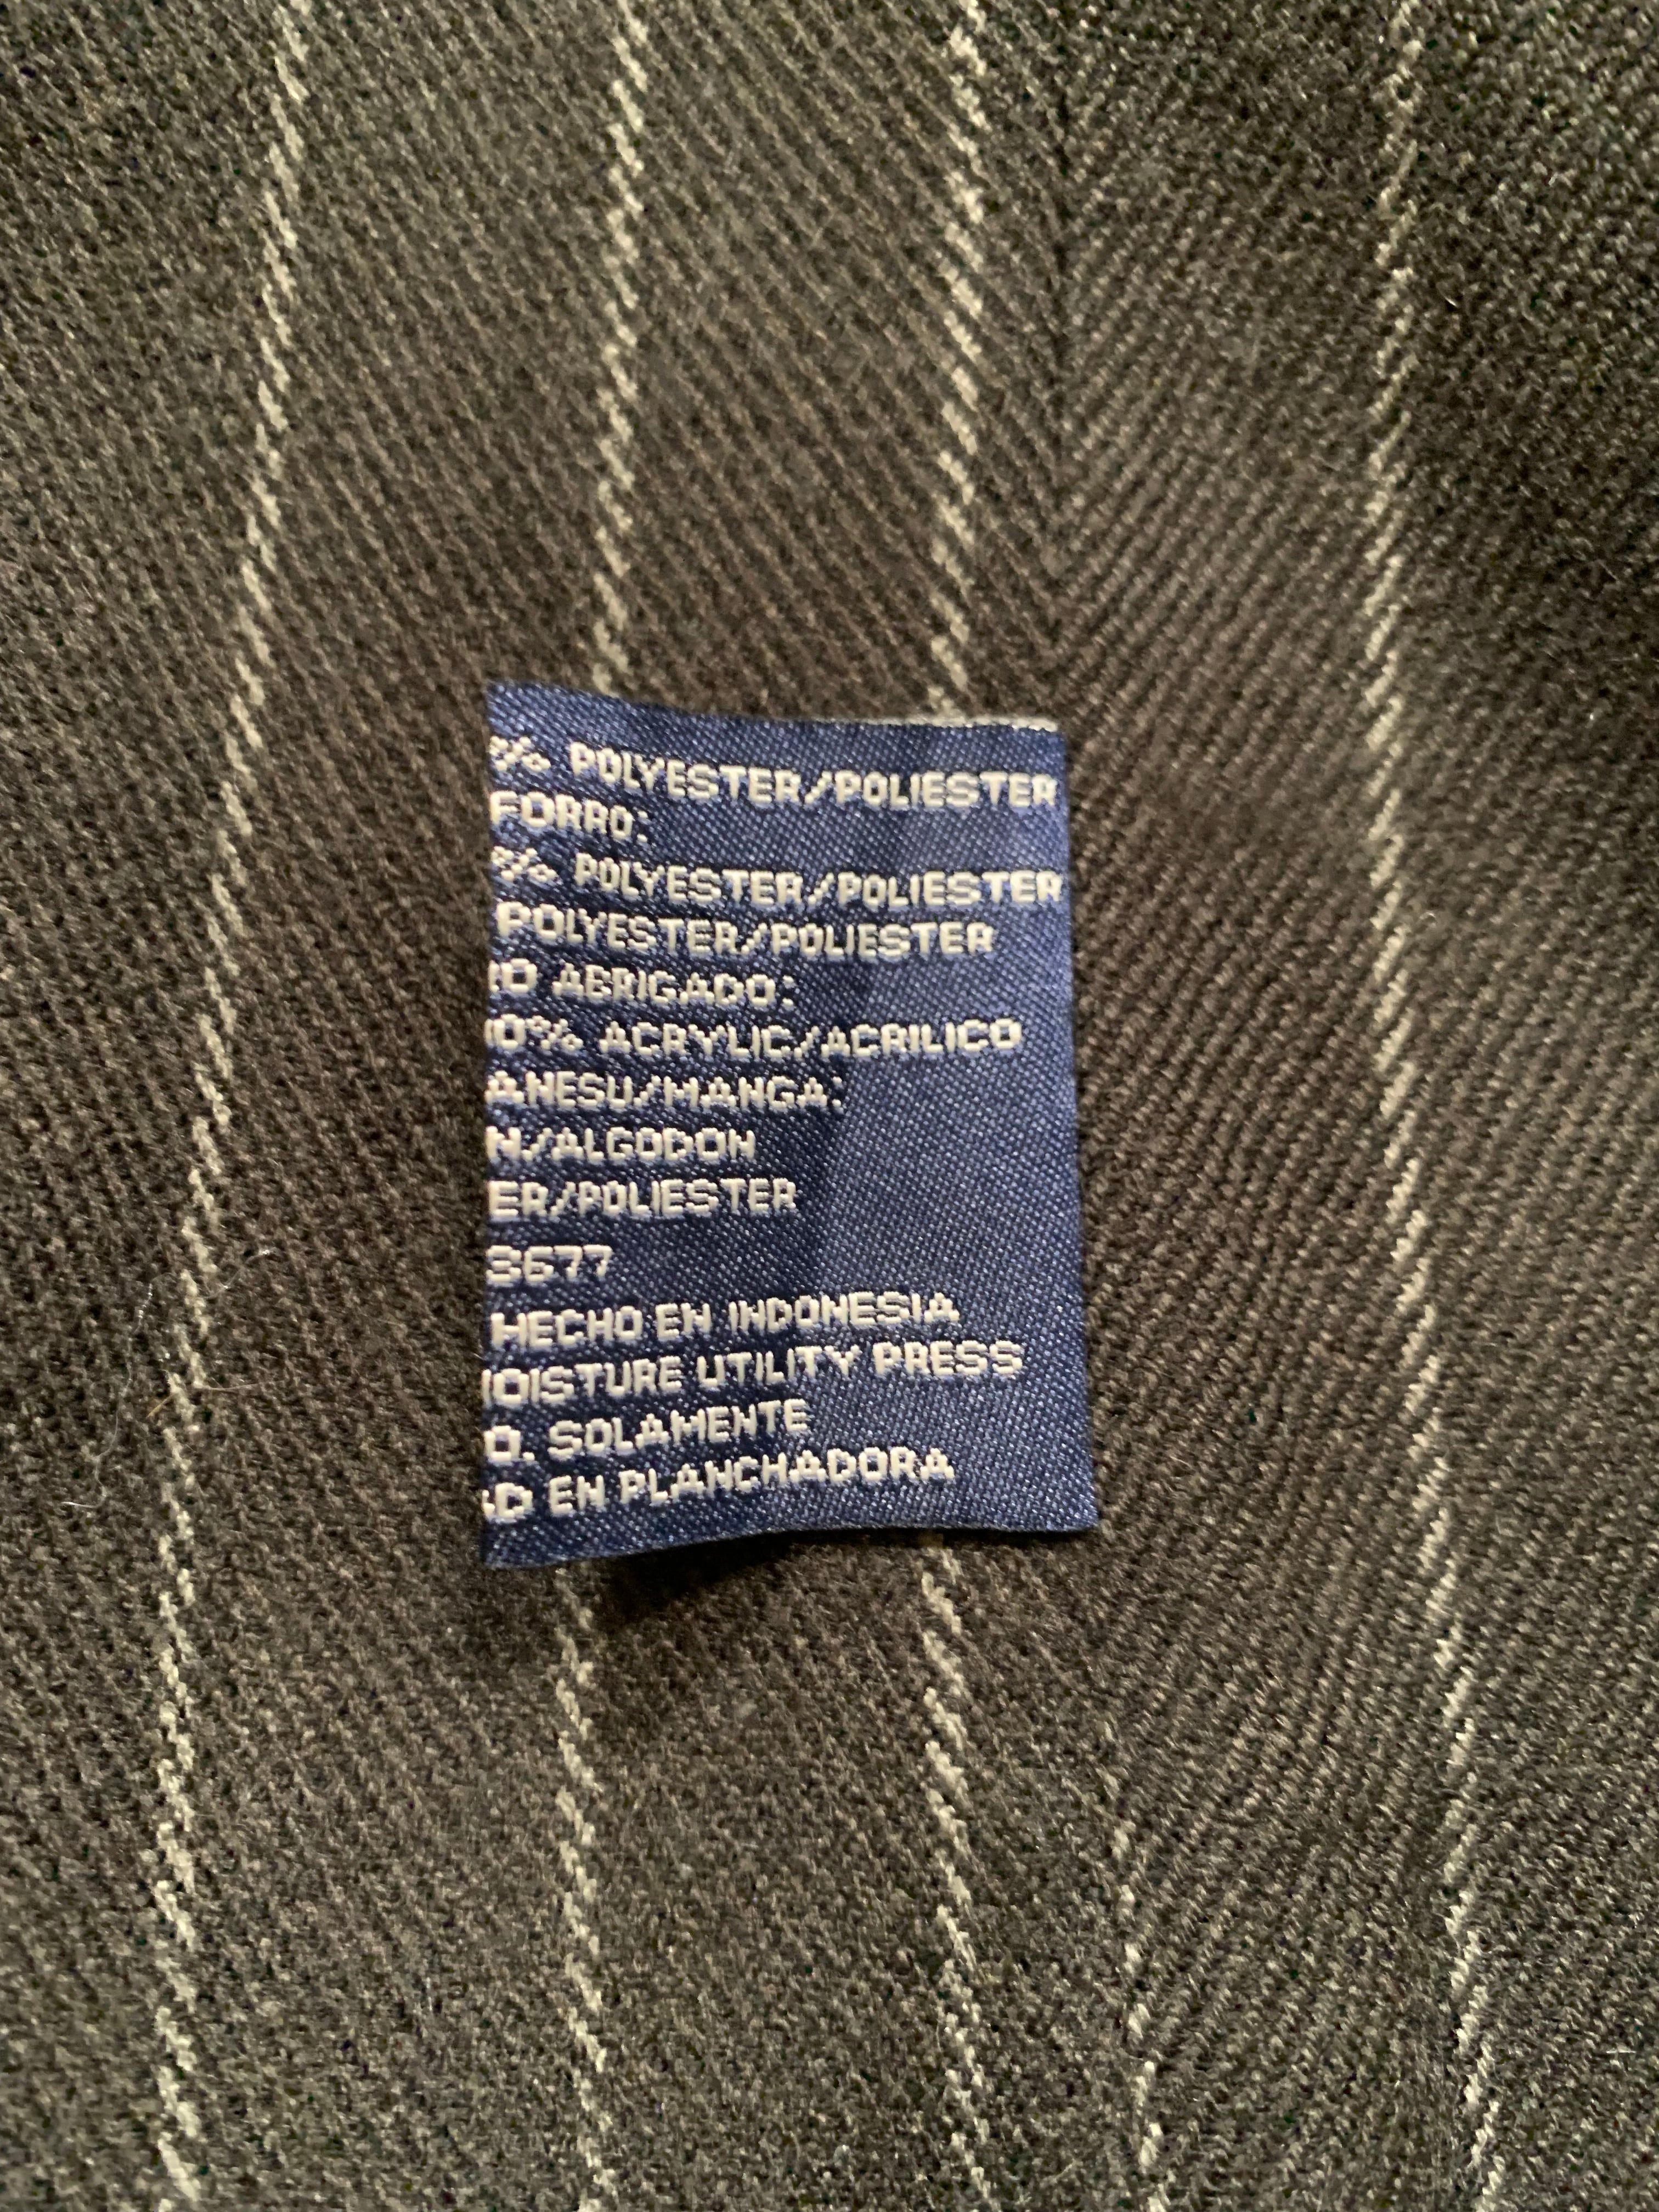 % POLYESTER/POLIESTER
FORRO:
% POLYESTER/POLIESTER
POLYESTER/POLIESTER
O ABRIGADO:
0% ACRYLIC/ACRILICO
ANESU/MANGA:
N/ALGODON
ER/POLIESTER
3677
HECHO EN INDONESIA
OISTURE UTILITY PRESS
O. SOLAMENTE
D EN PLANCHADORA